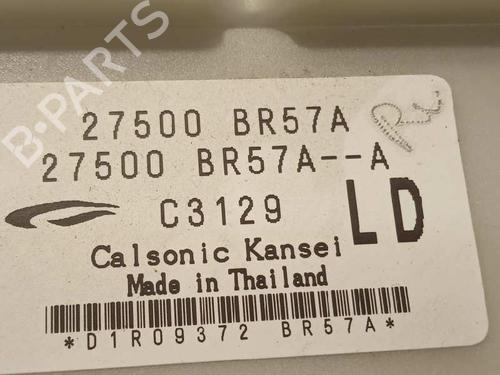 B-PARTS
27500 BR57A
27500 BR57A--A
C3129 LD
Calsonic Kansei
Made in Thailand
*D1R09372 BR57A*